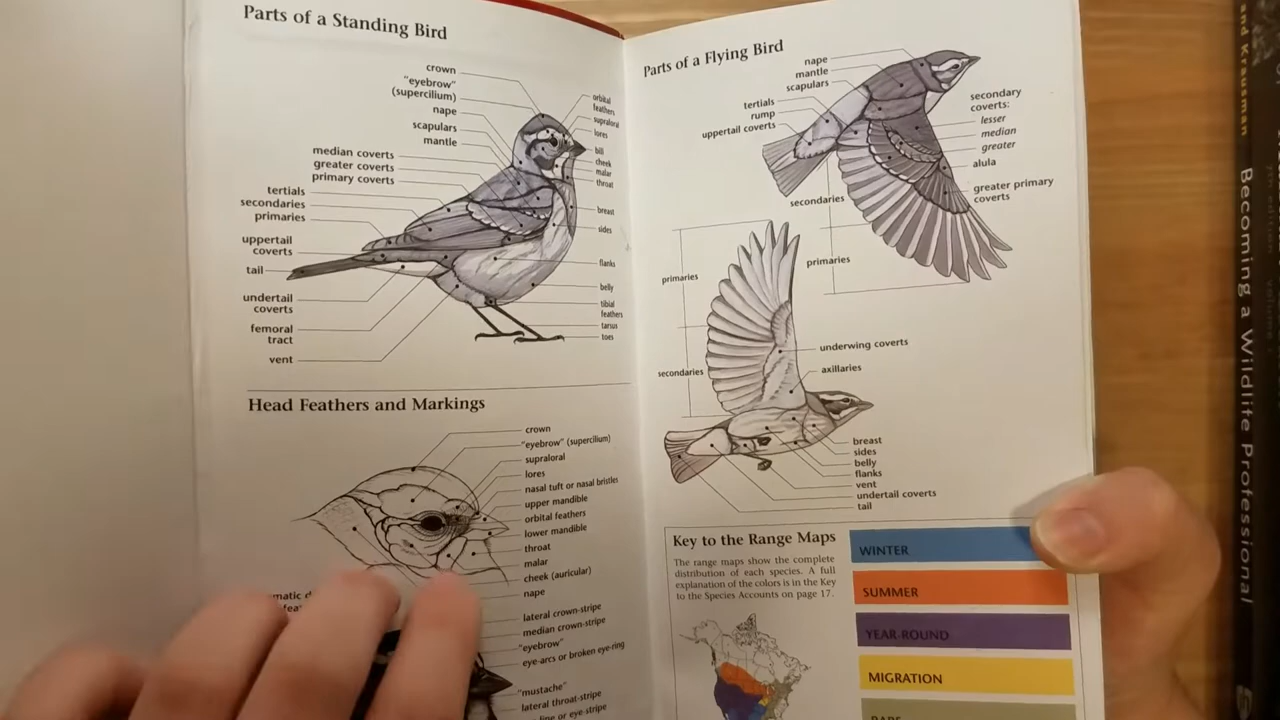 Parts of a Standing Bird
crown
"eyebrow"
(supercilium)
nape
scapulars
mantle
median coverts
greater coverts
primary coverts
tertials
secondaries
primaries
uppertail
coverts
tail
undertail
coverts
femoral
tract
vent
orbital
feathers
supraloral
lores
bill
cheek
malar
throat
breast
sides
flanks
belly
tibial
feathers
tarsus
toes
Head Feathers and Markings
crown
"eyebrow" (supercilium)
supraloral
lores
nasal tuft or nasal bristles
upper mandible
orbital feathers
lower mandible
throat
malar
cheek (auricular)
nape
lateral crown-stripe
median crown-stripe
"eyebrow"
eye-arcs or broken eye-ring
"mustache"
lateral throat-stripe
or eye-stripe
Parts of a Flying Bird
nape
mantle
scapulars
tertials
rump
uppertail coverts
secondary
coverts:
lesser
median
greater
alula
greater primary
coverts
secondaries
primaries
primaries
secondaries
underwing coverts
axillaries
breast
sides
belly
flanks
vent
undertail coverts
tail
Key to the Range Maps
The range maps show the complete
distribution of each species. A full
explanation of the colors is in the Key
to the Species Accounts on page 17.
WINTER
SUMMER
YEAR-ROUND
MIGRATION
RARE
and Krausman
Becoming a Wildlife Professional